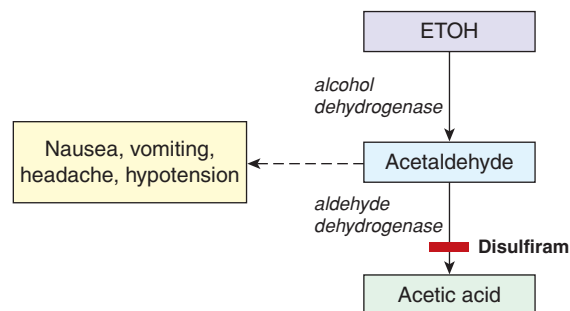 ETOH
alcohol
dehydrogenase
Nausea, vomiting,
headache, hypotension
Acetaldehyde
aldehyde
dehydrogenase
Disulfiram
Acetic acid